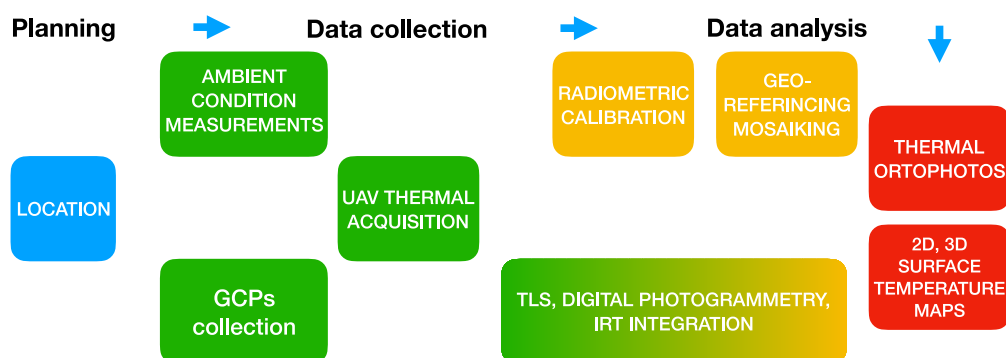 Planning
Data collection
Data analysis
AMBIENT
CONDITION
MEASUREMENTS
RADIOMETRIC
CALIBRATION
GEO-
REFERINCING
MOSAIKING
THERMAL
ORTOPHOTOS
LOCATION
UAV THERMAL
ACQUISITION
2D, 3D
SURFACE
TEMPERATURE
MAPS
GCPs
collection
TLS, DIGITAL PHOTOGRAMMETRY,
IRT INTEGRATION